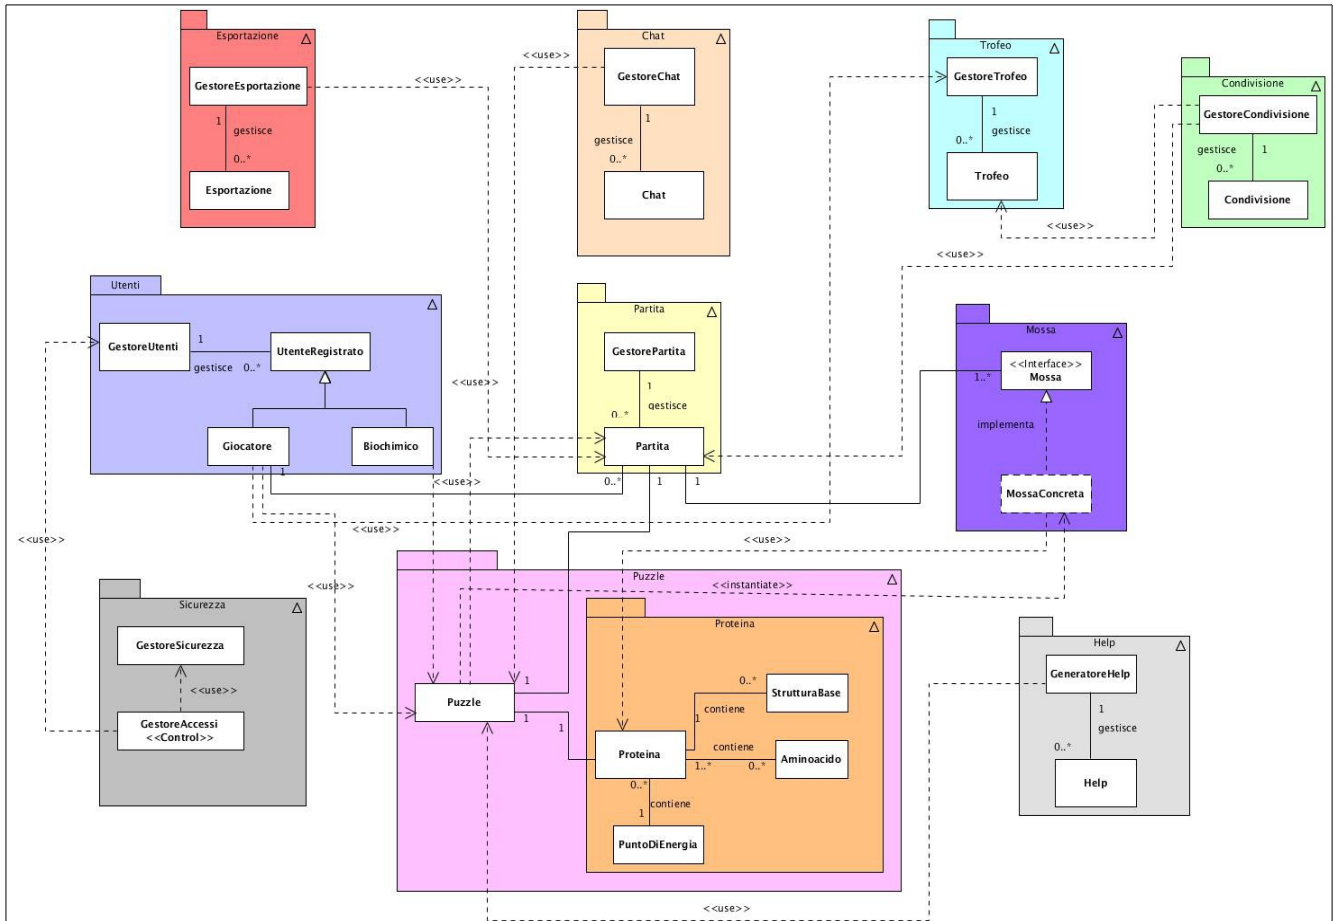 Esportazione
GestoreEsportazione
1
gestisce
0..*
Esportazione
<<use>>
Chat
GestoreChat
1
gestisce
0..*
Chat
<<use>>
Trofeo
GestoreTrofeo
1
gestisce
0..*
Trofeo
Condivisione
GestoreCondivisione
gestisce
1
0..*
Condivisione
<<use>>
<<use>>
Utenti
GestoreUtenti
1
gestisce
0..*
UtenteRegistrato
Giocatore
Biochimico
1
<<use>>
Partita
GestorePartita
1
gestisce
0..*
Partita
0..*
1
1
Mossa
<<Interface>>
Mossa
1..*
implementa
MossaConcreta
<<use>>
<<use>>
<<use>>
<<use>>
<<use>>
Sicurezza
GestoreSicurezza
<<use>>
GestoreAccessi
<<Control>>
Puzzle
<<instantiate>>
Puzzle
1
1
1
Proteina
0..*
StrutturaBase
contiene
1
Proteina
contiene
1..*
0..*
Aminoacido
0..*
contiene
1
PuntoDiEnergia
Help
GeneratoreHelp
1
gestisce
0..*
Help
<<use>>